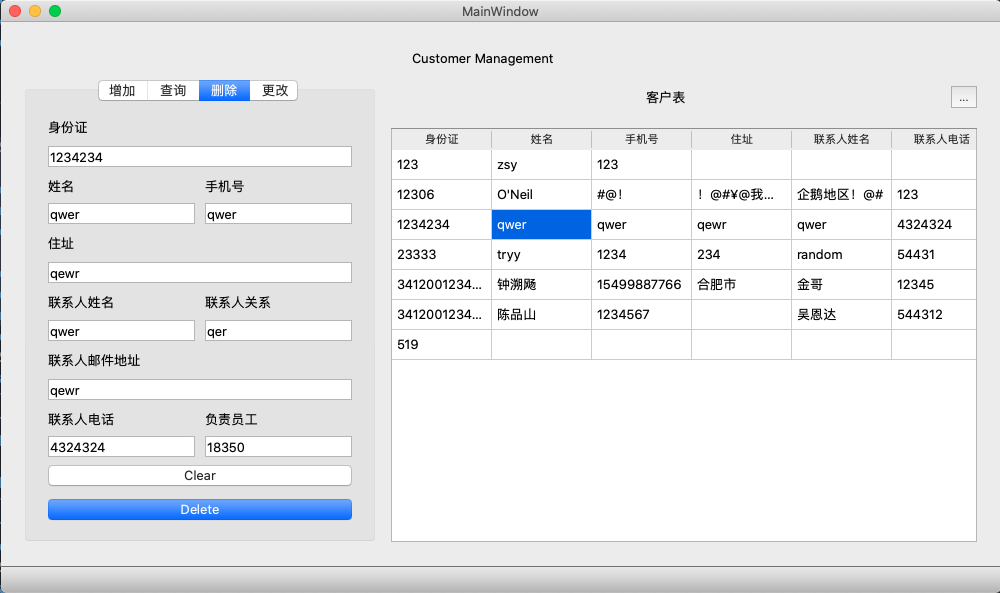 MainWindow
Customer Management
增加 查询 删除 更改
身份证
1234234
姓名 手机号
qwer qwer
住址
qewr
联系人姓名 联系人关系
qwer qer
联系人邮件地址
qewr
联系人电话 负责员工
4324324 18350
Clear
Delete
客户表 ...
身份证 姓名 手机号 住址 联系人姓名 联系人电话
123 zsy 123
12306 O'Neil #@！ ！@#¥@我... 企鹅地区！@# 123
1234234 qwer qwer qewr qwer 4324324
23333 tryy 1234 234 random 54431
3412001234... 钟溯飏 15499887766 合肥市 金哥 12345
3412001234... 陈品山 1234567 吴恩达 544312
519